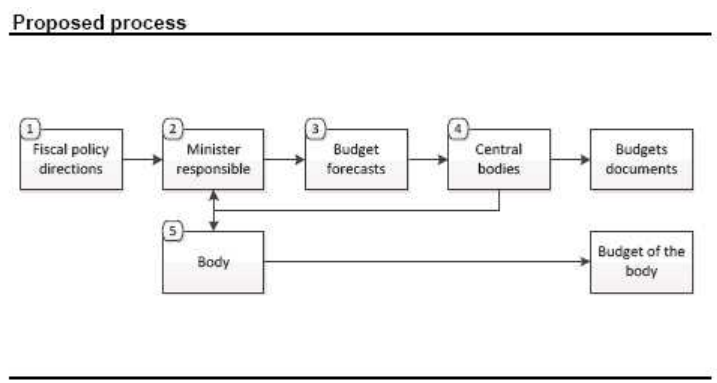 Proposed process
1
Fiscal policy
directions
2
Minister
responsible
3
Budget
forecasts
4
Central
bodies
Budgets
documents
5
Body
Budget of the
body